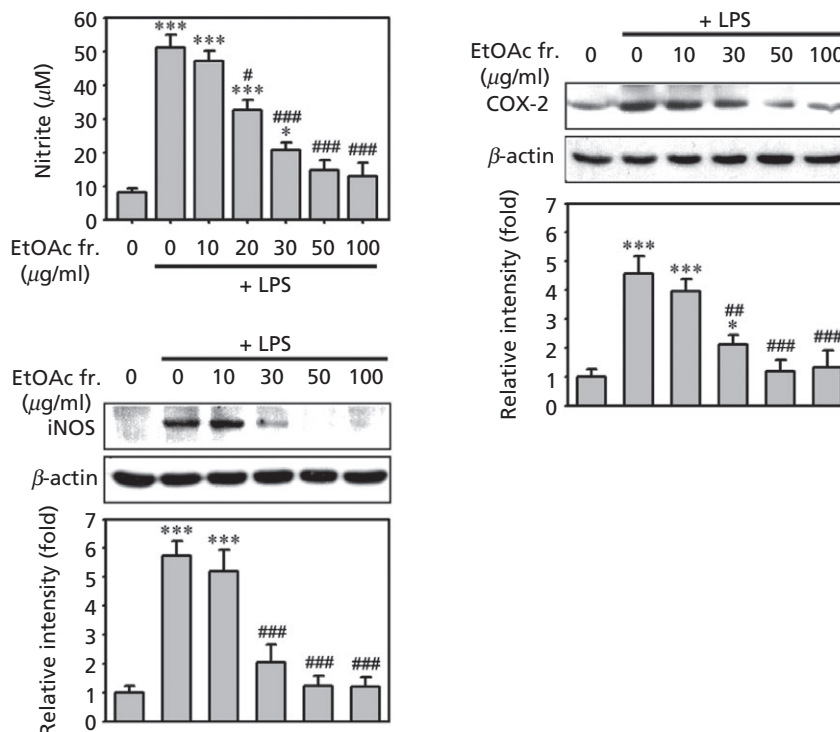 60
50
40
30
20
10
0
Nitrite (μM)
***
***
#
***
###
*
###
###
EtOAc fr.
(μg/ml)
0 0 10 20 30 50 100
+ LPS
+ LPS
EtOAc fr.
(μg/ml)
0 0 10 30 50 100
iNOS
β-actin
7
6
5
4
3
2
1
0
Relative intensity (fold)
***
***
###
###
###
+ LPS
EtOAc fr.
(μg/ml)
0 0 10 30 50 100
COX-2
β-actin
7
6
5
4
3
2
1
0
Relative intensity (fold)
***
***
##
*
###
###